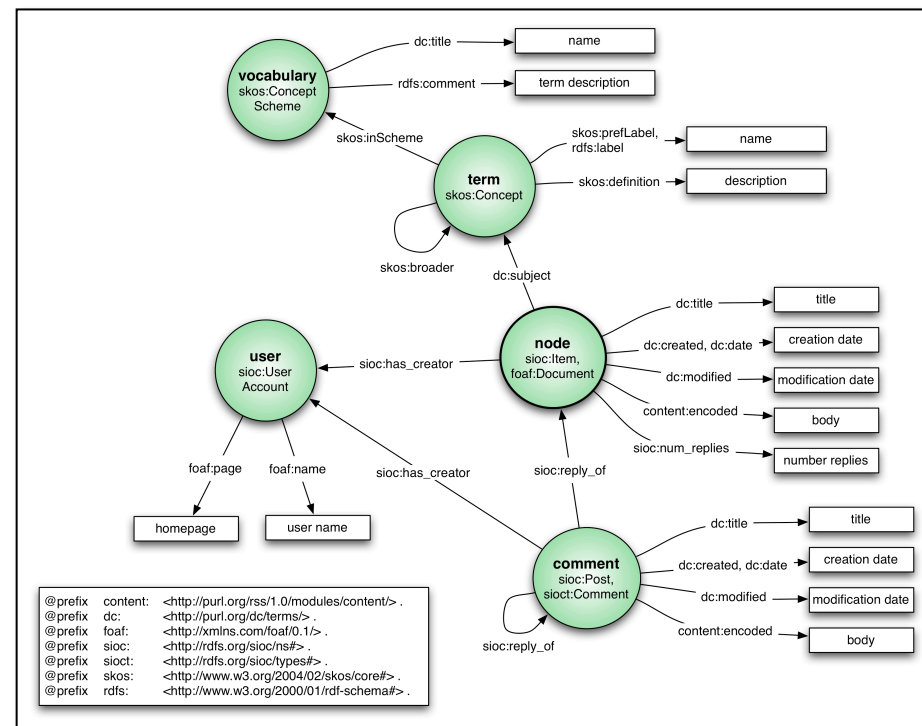 dc:title
name
vocabulary
skos:Concept
Scheme
rdfs:comment
term description
skos:inScheme
skos:prefLabel,
rdfs:label
name
term
skos:Concept
skos:definition
description
skos:broader
dc:subject
dc:title
title
node
sioc:Item,
foaf:Document
dc:created, dc:date
creation date
user
sioc:User
Account
sioc:has_creator
dc:modified
modification date
content:encoded
body
sioc:num_replies
number replies
foaf:page
foaf:name
sioc:has_creator
sioc:reply_of
homepage
user name
dc:title
title
comment
sioc:Post,
sioct:Comment
dc:created, dc:date
creation date
dc:modified
modification date
content:encoded
body
sioc:reply_of
@prefix content: <http://purl.org/rss/1.0/modules/content/> .
@prefix dc: <http://purl.org/dc/terms/> .
@prefix foaf: <http://xmlns.com/foaf/0.1/> .
@prefix sioc: <http://rdfs.org/sioc/ns#> .
@prefix sioct: <http://rdfs.org/sioc/types#> .
@prefix skos: <http://www.w3.org/2004/02/skos/core#> .
@prefix rdfs: <http://www.w3.org/2000/01/rdf-schema#> .